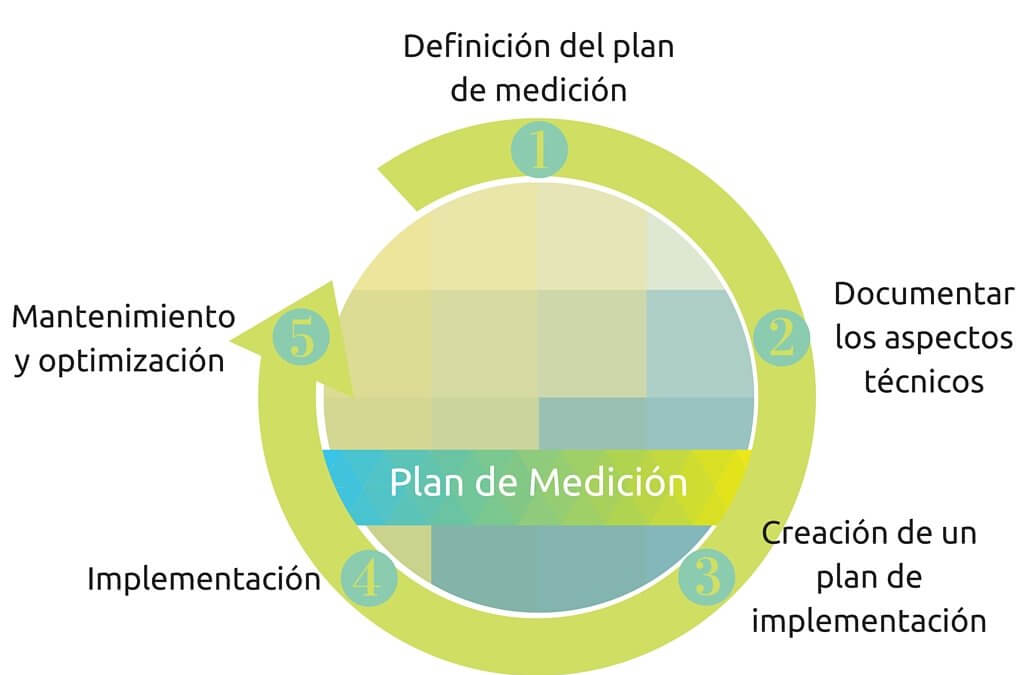 Definición del plan
de medición
1
2
Documentar
los aspectos
técnicos
3
Creación de un
plan de
implementación
4
Implementación
5
Mantenimiento
y optimización
Plan de Medición